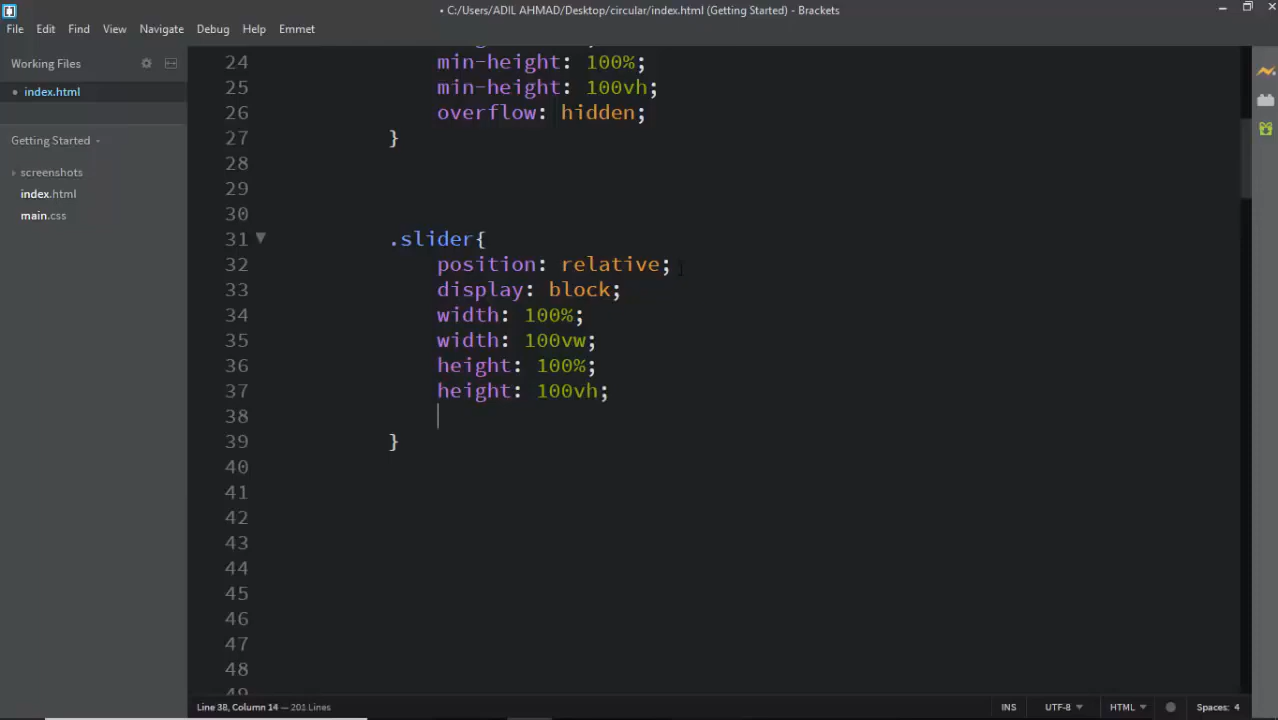 • C:/Users/ADIL AHMAD/Desktop/circular/index.html (Getting Started) - Brackets
File Edit Find View Navigate Debug Help Emmet
Working Files
• index.html
Getting Started
screenshots
index.html
main.css
24 min-height: 100%;
25 min-height: 100vh;
26 overflow: hidden;
27 }
28
29
30
31 .slider{
32 position: relative;
33 display: block;
34 width: 100%;
35 width: 100vw;
36 height: 100%;
37 height: 100vh;
38
39 }
40
41
42
43
44
45
46
47
48
49
Line 38, Column 14 — 201 Lines
INS UTF-8 HTML Spaces: 4